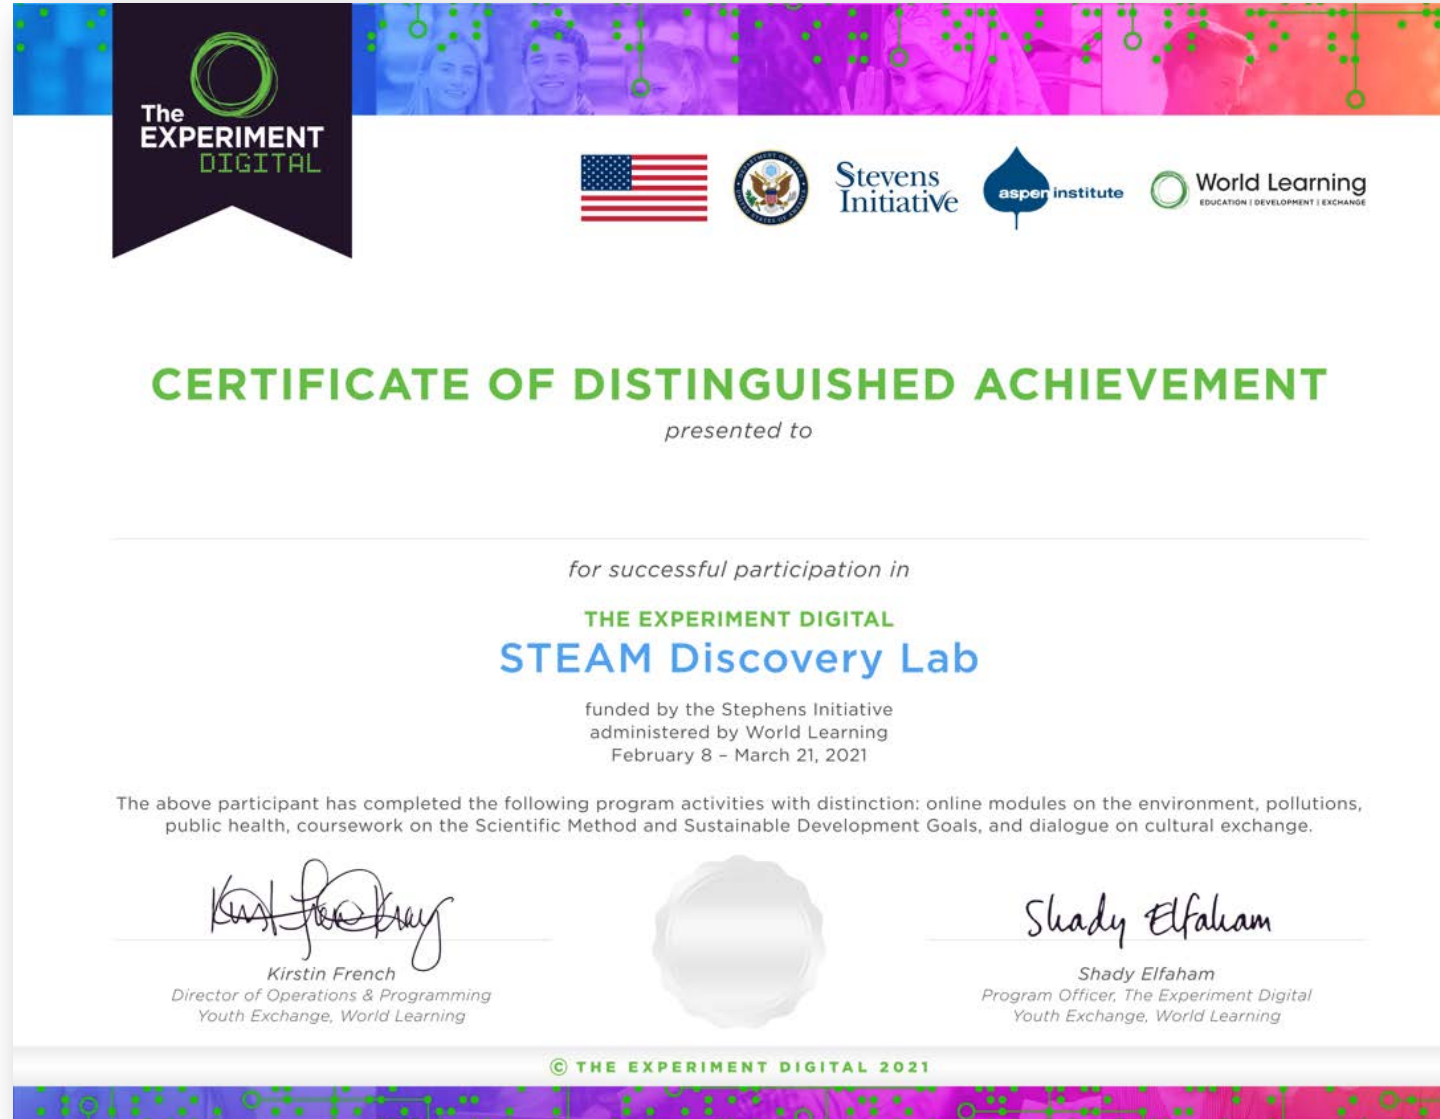 The
EXPERIMENT
DIGITAL
Stevens
Initiative
aspen institute
World Learning
EDUCATION | DEVELOPMENT | EXCHANGE
CERTIFICATE OF DISTINGUISHED ACHIEVEMENT
presented to
for successful participation in
THE EXPERIMENT DIGITAL
STEAM Discovery Lab
funded by the Stephens Initiative
administered by World Learning
February 8 – March 21, 2021
The above participant has completed the following program activities with distinction: online modules on the environment, pollutions,
public health, coursework on the Scientific Method and Sustainable Development Goals, and dialogue on cultural exchange.
Shady Elfaham
Kirstin French
Director of Operations & Programming
Youth Exchange, World Learning
Shady Elfaham
Program Officer, The Experiment Digital
Youth Exchange, World Learning
© THE EXPERIMENT DIGITAL 2021